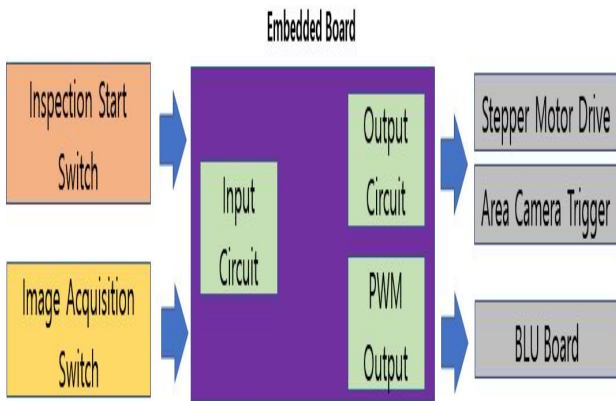 Embedded Board
Inspection Start
Switch
Image Acquisition
Switch
Input
Circuit
Output
Circuit
PWM
Output
Stepper Motor Drive
Area Camera Trigger
BLU Board